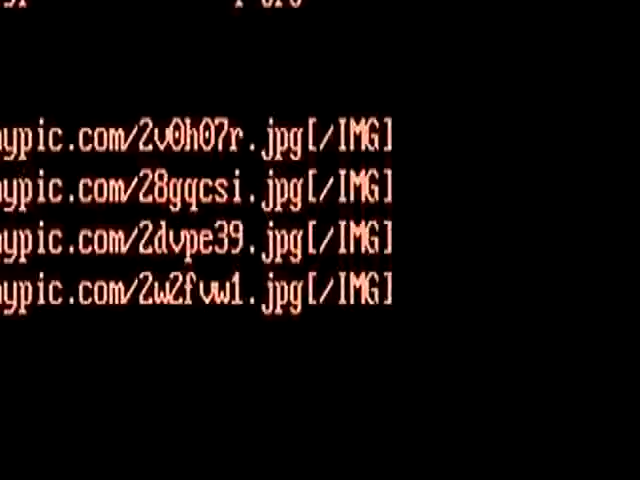 ypic.com/2v0h07r.jpg[/IMG]
ypic.com/28gqcsi.jpg[/IMG]
ypic.com/2dvpe39.jpg[/IMG]
ypic.com/2w2fvw1.jpg[/IMG]